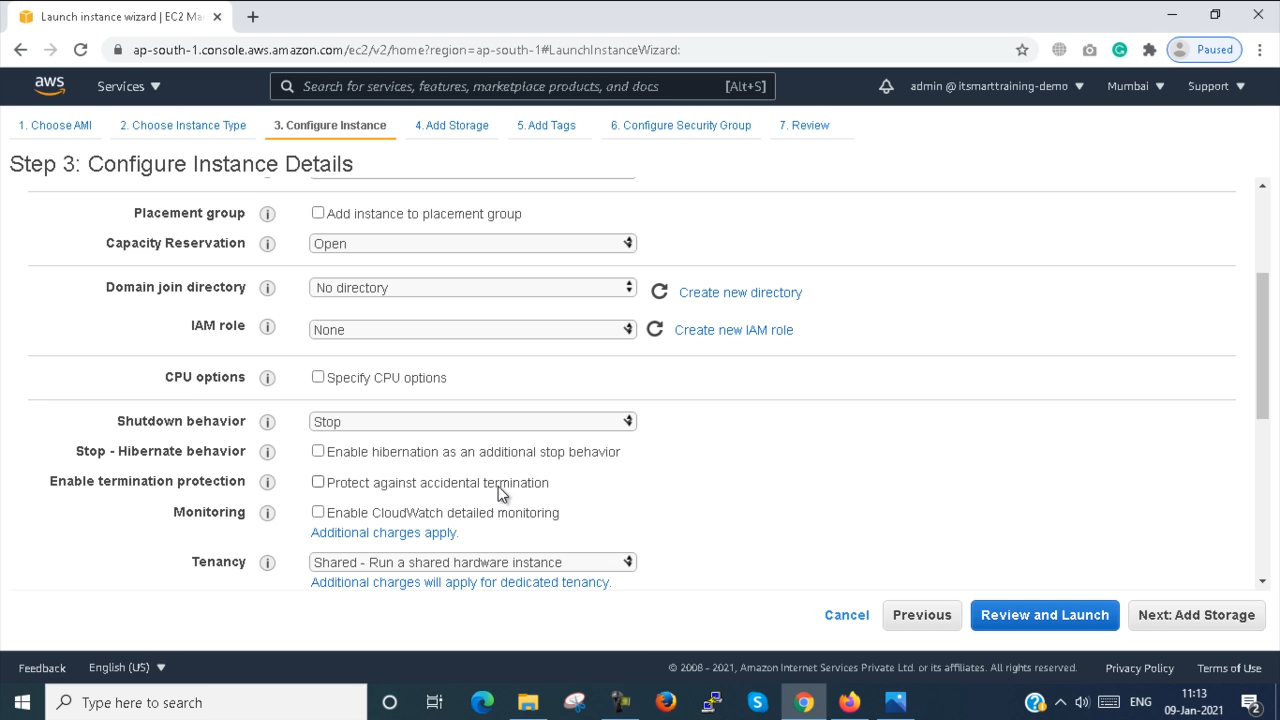 Launch instance wizard | EC2 Ma
ap-south-1.console.aws.amazon.com/ec2/v2/home?region=ap-south-1#LaunchInstanceWizard:
Paused
aws
Services
Search for services, features, marketplace products, and docs
[Alt+S]
admin @ itsmarttraining-demo
Mumbai
Support
1. Choose AMI
2. Choose Instance Type
3. Configure Instance
4. Add Storage
5. Add Tags
6. Configure Security Group
7. Review
Step 3: Configure Instance Details
Placement group
Add instance to placement group
Capacity Reservation
Open
Domain join directory
No directory
Create new directory
IAM role
None
Create new IAM role
CPU options
Specify CPU options
Shutdown behavior
Stop
Stop - Hibernate behavior
Enable hibernation as an additional stop behavior
Enable termination protection
Protect against accidental termination
Monitoring
Enable CloudWatch detailed monitoring
Additional charges apply.
Tenancy
Shared - Run a shared hardware instance
Additional charges will apply for dedicated tenancy.
Cancel
Previous
Review and Launch
Next: Add Storage
Feedback
English (US)
© 2008 - 2021, Amazon Internet Services Private Ltd. or its affiliates. All rights reserved.
Privacy Policy
Terms of Use
Type here to search
ENG
11:13
09-Jan-2021
2